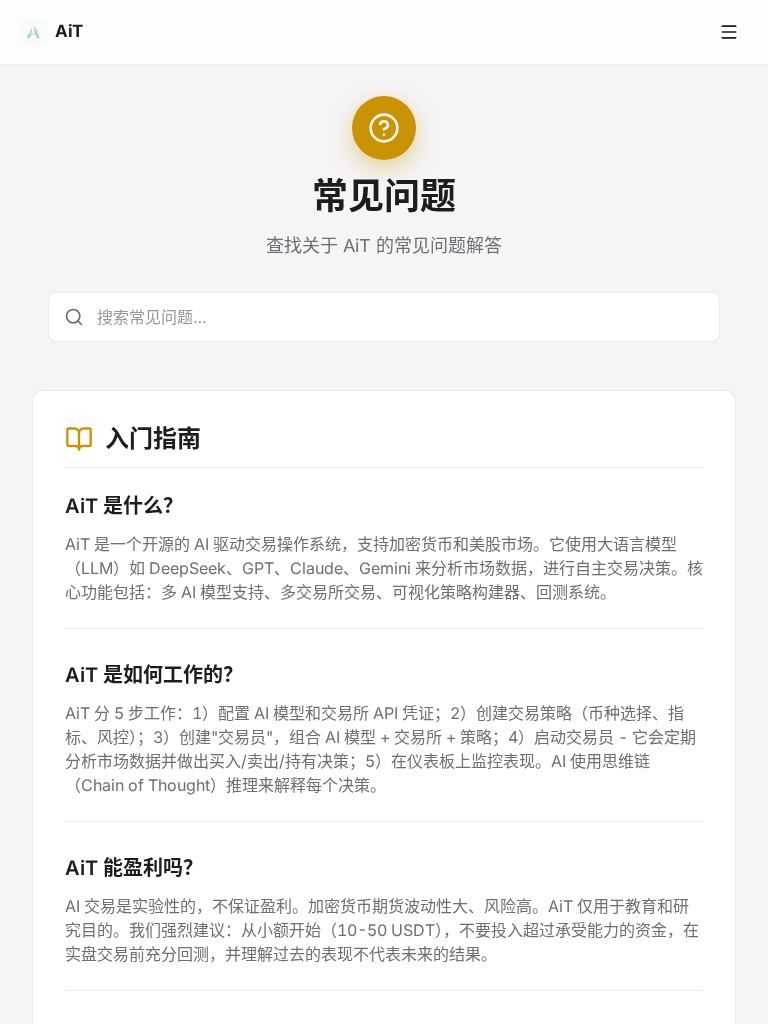 AiT
常见问题
查找关于 AiT 的常见问题解答
搜索常见问题...
入门指南
AiT 是什么？
AiT 是一个开源的 AI 驱动交易操作系统，支持加密货币和美股市场。它使用大语言模型
（LLM）如 DeepSeek、GPT、Claude、Gemini 来分析市场数据，进行自主交易决策。核
心功能包括：多 AI 模型支持、多交易所交易、可视化策略构建器、回测系统。
AiT 是如何工作的？
AiT 分 5 步工作：1）配置 AI 模型和交易所 API 凭证；2）创建交易策略（币种选择、指
标、风控）；3）创建"交易员"，组合 AI 模型 + 交易所 + 策略；4）启动交易员 - 它会定期
分析市场数据并做出买入/卖出/持有决策；5）在仪表板上监控表现。AI 使用思维链
（Chain of Thought）推理来解释每个决策。
AiT 能盈利吗？
AI 交易是实验性的，不保证盈利。加密货币期货波动性大、风险高。AiT 仅用于教育和研
究目的。我们强烈建议：从小额开始（10-50 USDT），不要投入超过承受能力的资金，在
实盘交易前充分回测，并理解过去的表现不代表未来的结果。